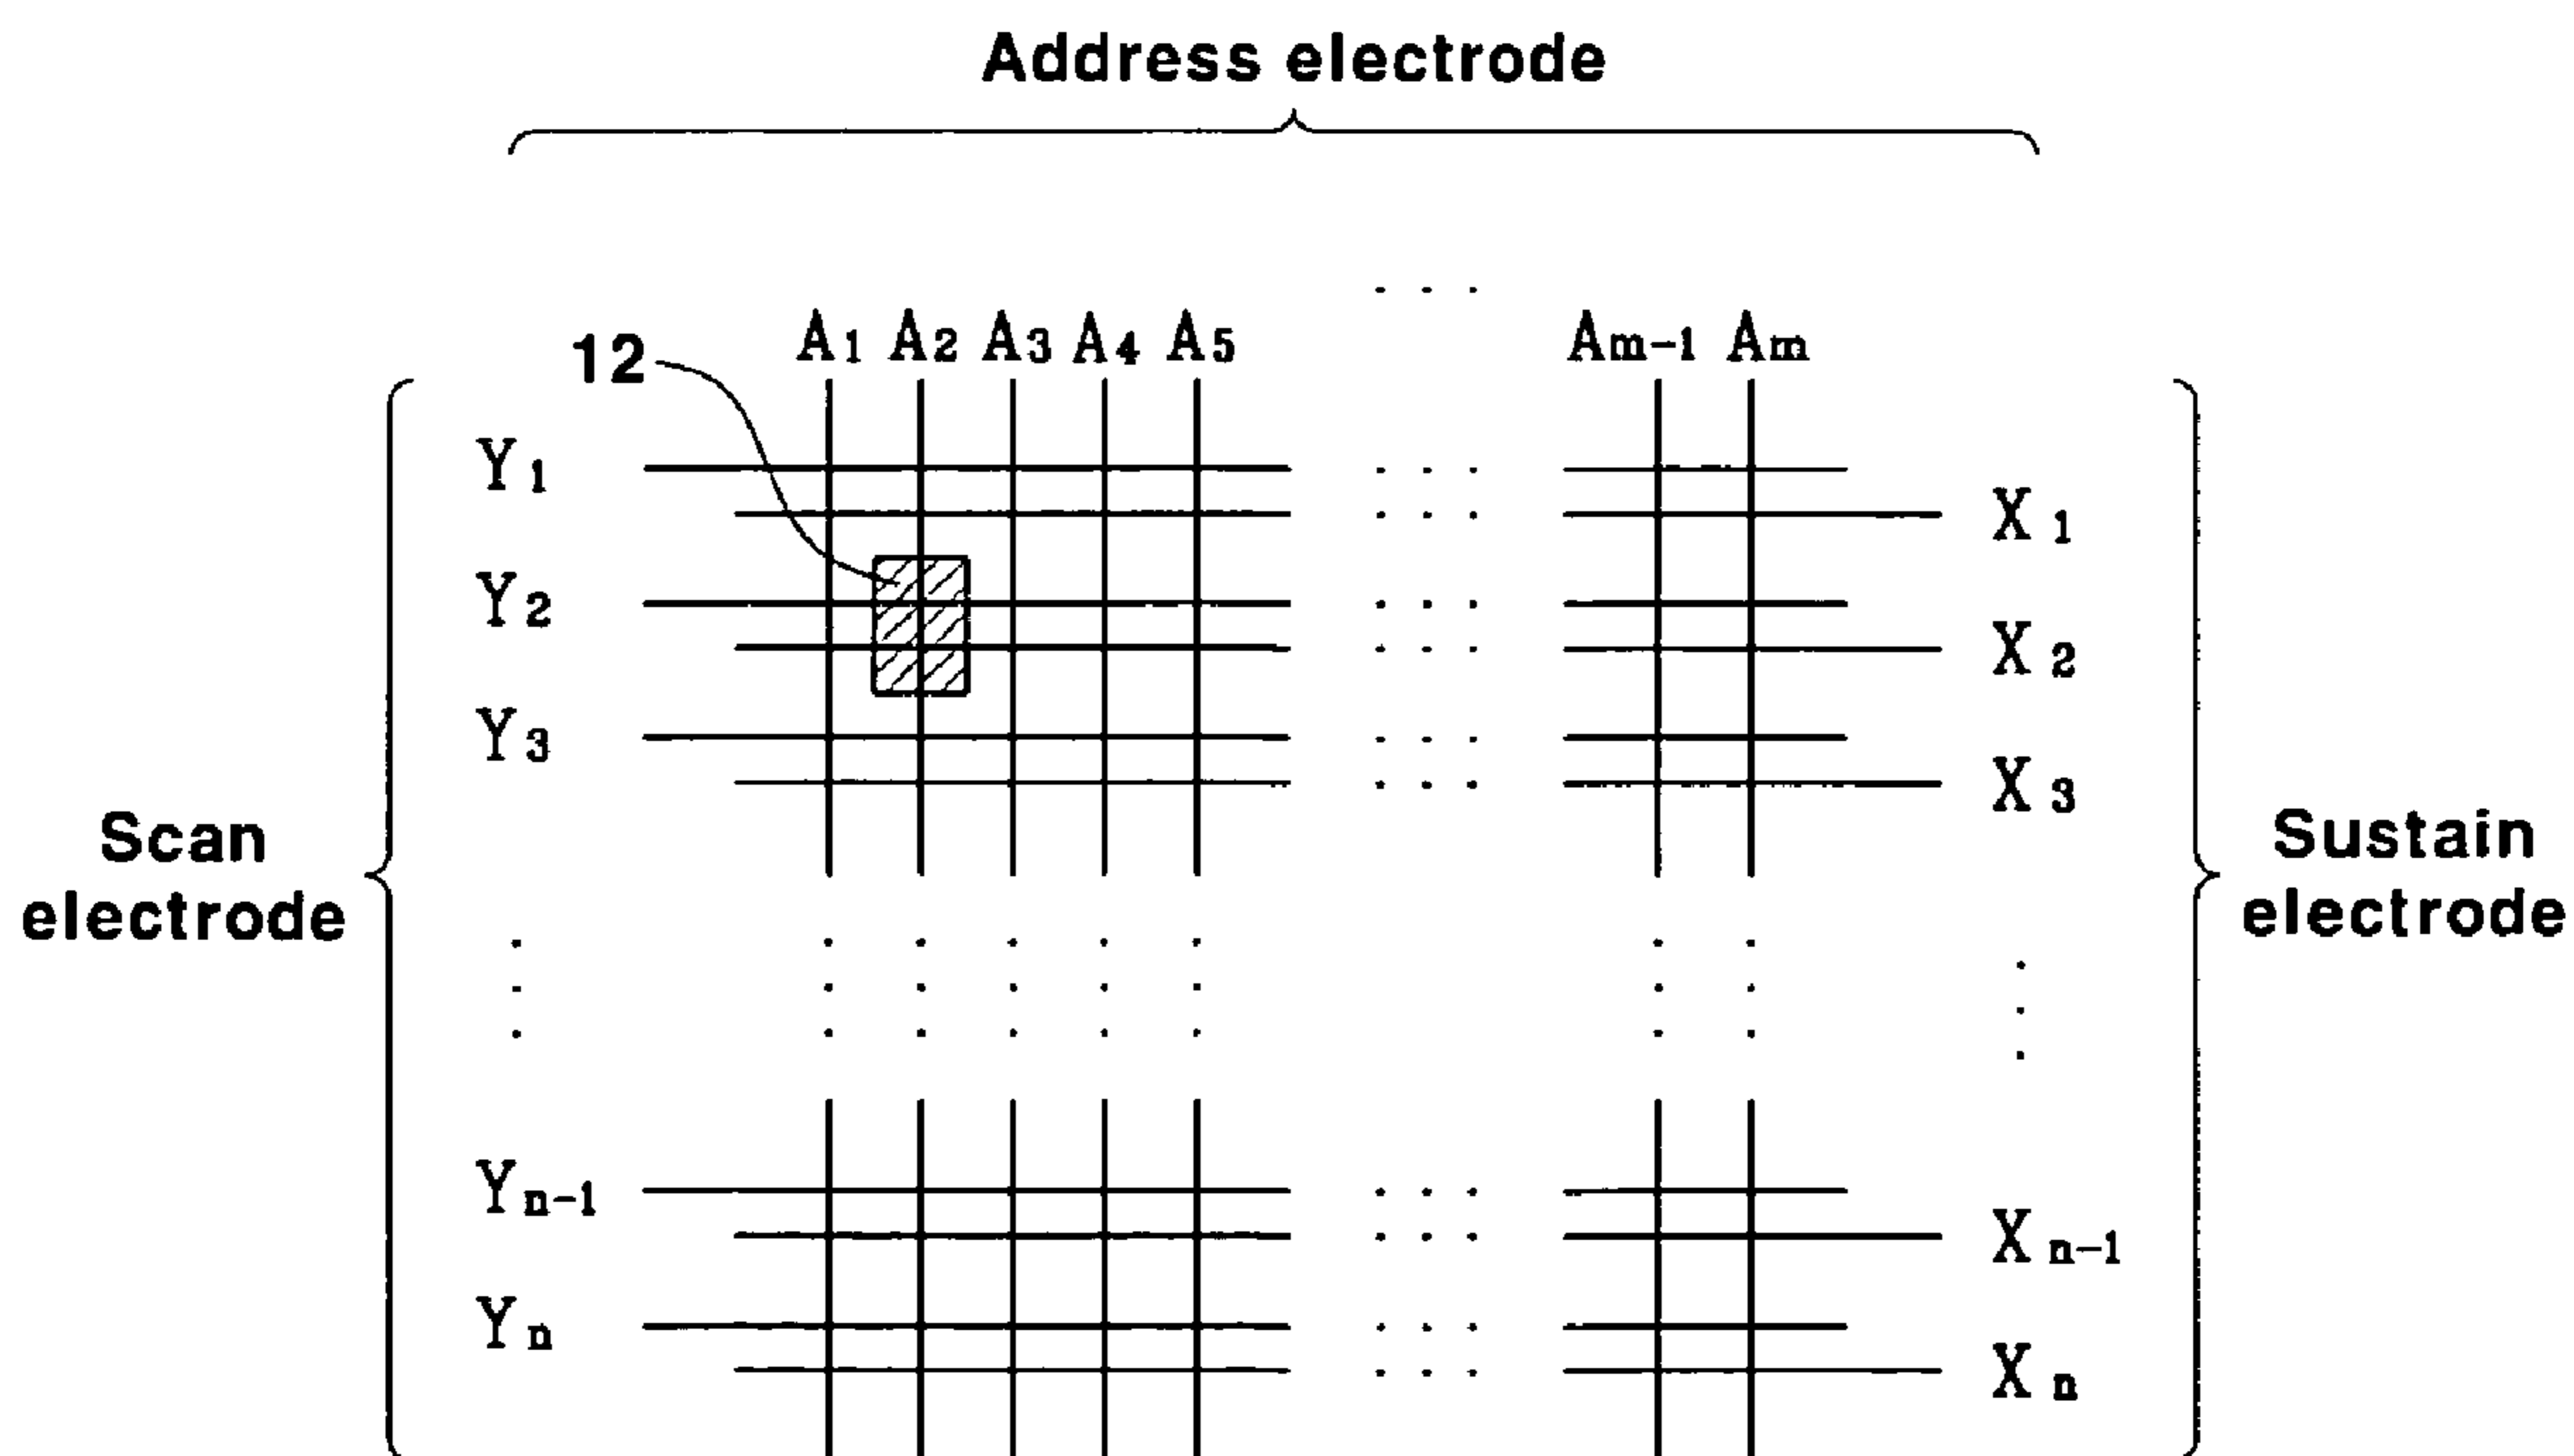 Address electrode
. . .
A1 A2 A3 A4 A5 Am-1 Am
12
Y1
X1
Y2
X2
Y3
X3
Scan
electrode
Sustain
electrode
Yn-1
Xn-1
Yn
Xn